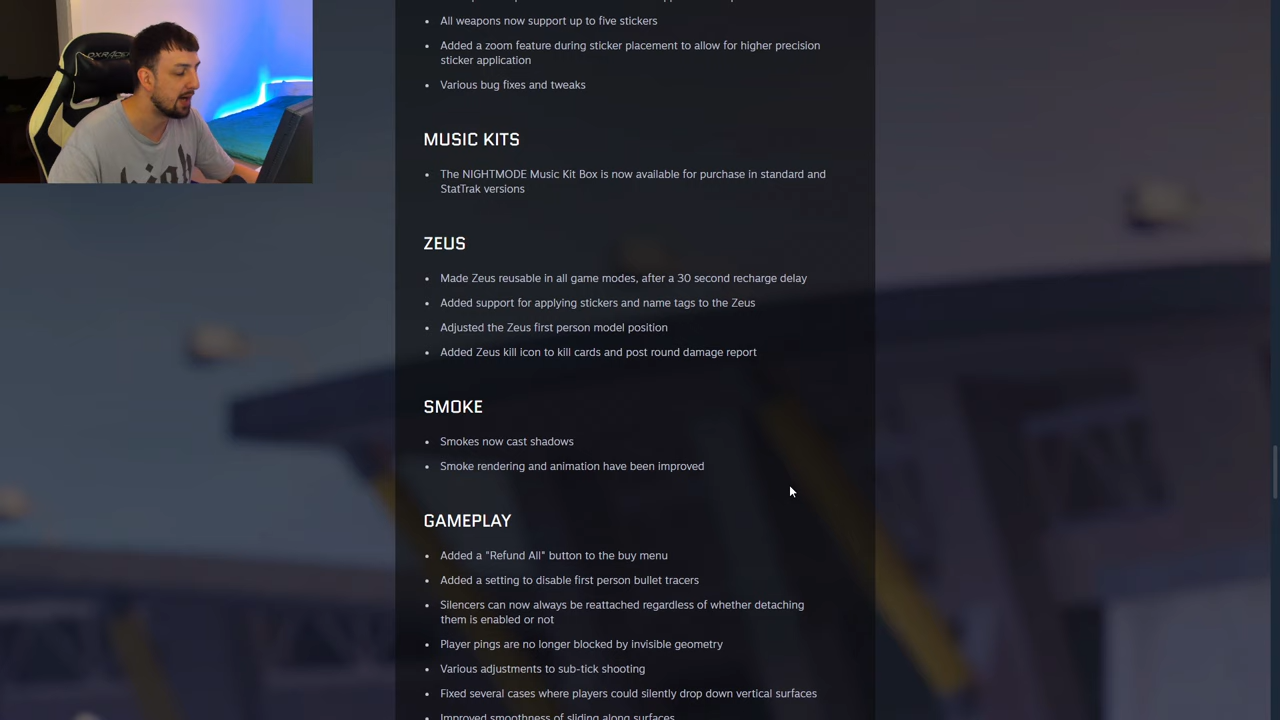 All weapons now support up to five stickers
Added a zoom feature during sticker placement to allow for higher precision
sticker application
Various bug fixes and tweaks
MUSIC KITS
The NIGHTMODE Music Kit Box is now available for purchase in standard and
StatTrak versions
ZEUS
Made Zeus reusable in all game modes, after a 30 second recharge delay
Added support for applying stickers and name tags to the Zeus
Adjusted the Zeus first person model position
Added Zeus kill icon to kill cards and post round damage report
SMOKE
Smokes now cast shadows
Smoke rendering and animation have been improved
GAMEPLAY
Added a "Refund All" button to the buy menu
Added a setting to disable first person bullet tracers
Silencers can now always be reattached regardless of whether detaching
them is enabled or not
Player pings are no longer blocked by invisible geometry
Various adjustments to sub-tick shooting
Fixed several cases where players could silently drop down vertical surfaces
Improved smoothness of sliding along surfaces